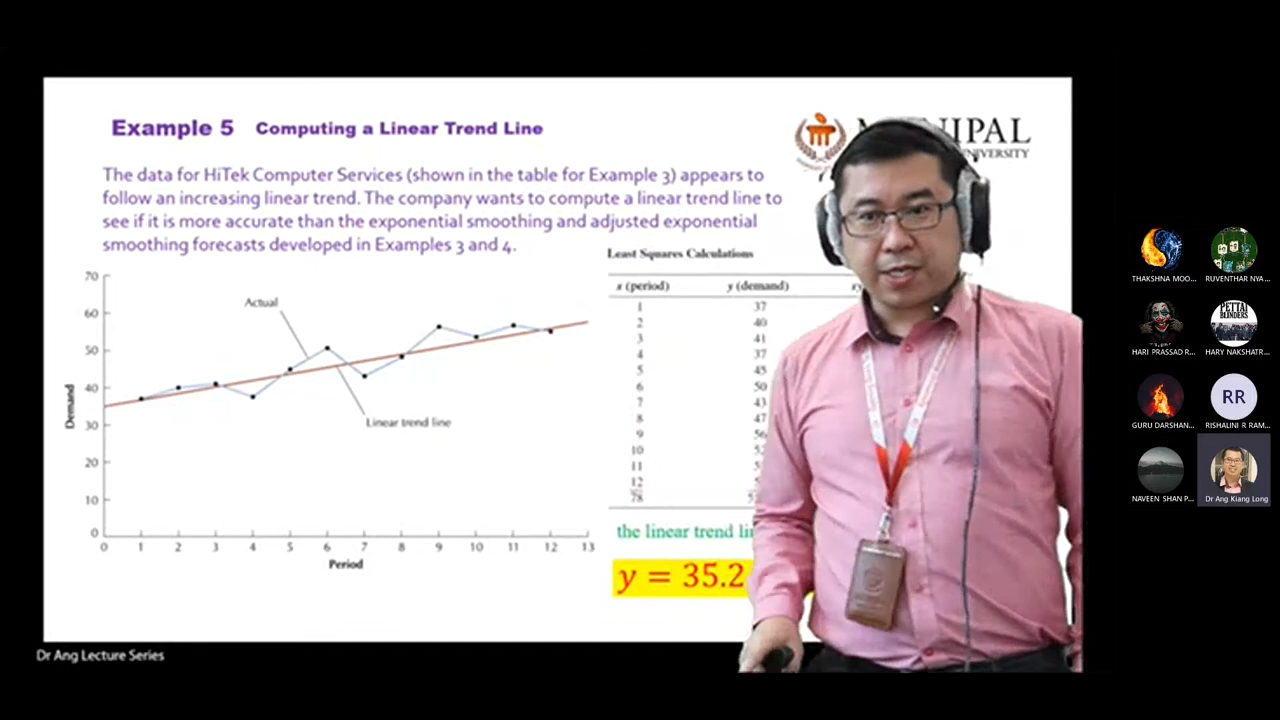 Example 5 Computing a Linear Trend Line
The data for HiTek Computer Services (shown in the table for Example 3) appears to
follow an increasing linear trend. The company wants to compute a linear trend line to
see if it is more accurate than the exponential smoothing and adjusted exponential
smoothing forecasts developed in Examples 3 and 4.
NIPAL
UNIVERSITY
70
60
50
40
30
20
10
0
Demand
Actual
Linear trend line
0 1 2 3 4 5 6 7 8 9 10 11 12 13
Period
Least Squares Calculations
x (period) y (demand)
1 37
2 40
3 41
4 37
5 45
6 50
7 43
8 47
9 56
10 5
11 5
12 5
78 5
the linear trend li
y = 35.2
Dr Ang Lecture Series
THAKSHNA MOO... RUVENTHAR NYA...
PETTAI
BLINDERS
HARI PRASSAD R... HARY NAKSHATR...
RR
GURU DARSHAN... RISHALINI R RAM...
NAVEEN SHAN P... Dr Ang Kiang Long